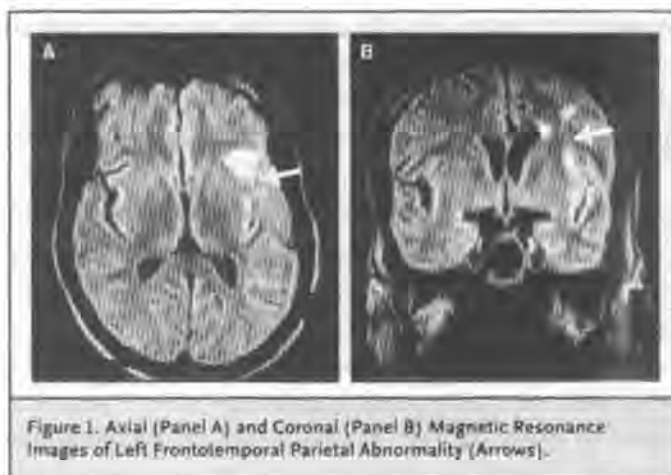 A
B
Figure 1. Axial (Panel A) and Coronal (Panel B) Magnetic Resonance
Images of Left Frontotemporal Parietal Abnormality (Arrows).